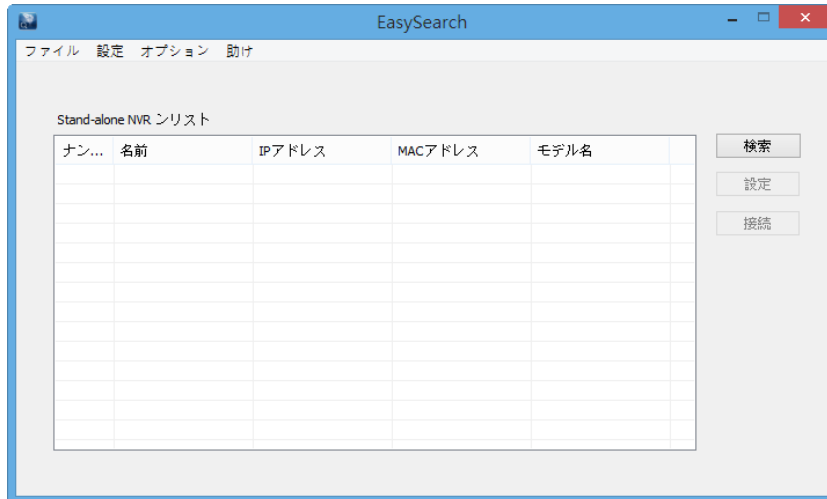 EasySearch
ファイル 設定 オプション 助け
Stand-alone NVR ンリスト
ナン... 名前 IPアドレス MACアドレス モデル名
検索
設定
接続